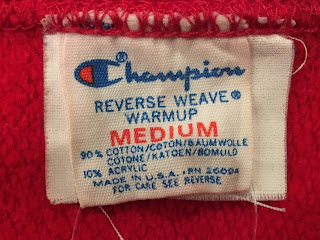 Champion
REVERSE WEAVE®
WARMUP
MEDIUM
90% COTTON/COTON/BAUMWOLLE
COTONE/KATOEN/BOMULD
10% ACRYLIC
MADE IN U.S.A., RN 26094
FOR CARE SEE REVERSE